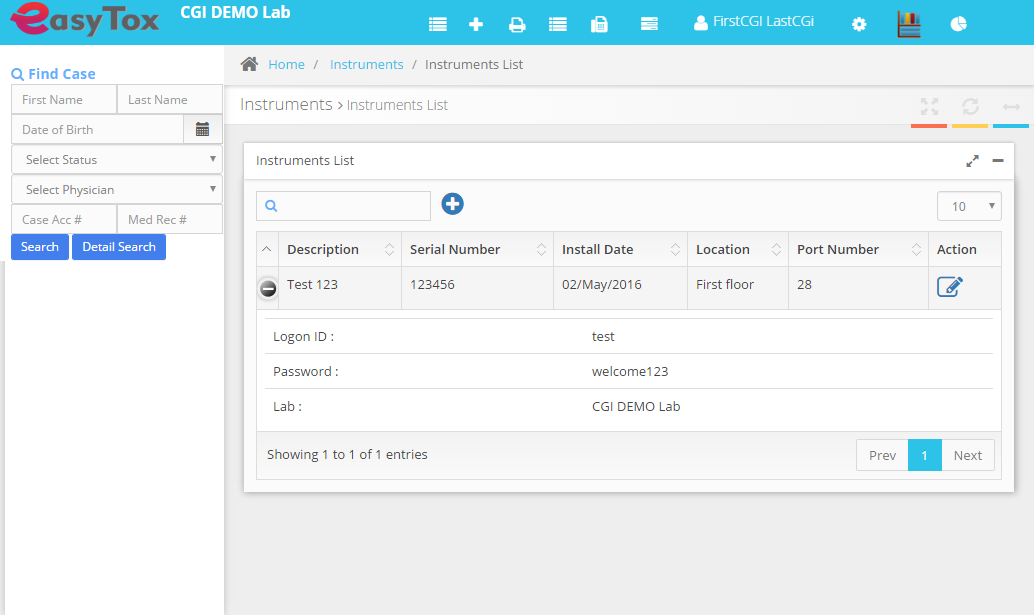 easyTox
CGI DEMO Lab
FirstCGI LastCGi
Find Case
First Name Last Name
Date of Birth
Select Status
Select Physician
Case Acc # Med Rec #
Search Detail Search
Home / Instruments / Instruments List
Instruments > Instruments List
Instruments List
10
Description Serial Number Install Date Location Port Number Action
Test 123 123456 02/May/2016 First floor 28
Logon ID : test
Password : welcome123
Lab : CGI DEMO Lab
Showing 1 to 1 of 1 entries
Prev 1 Next